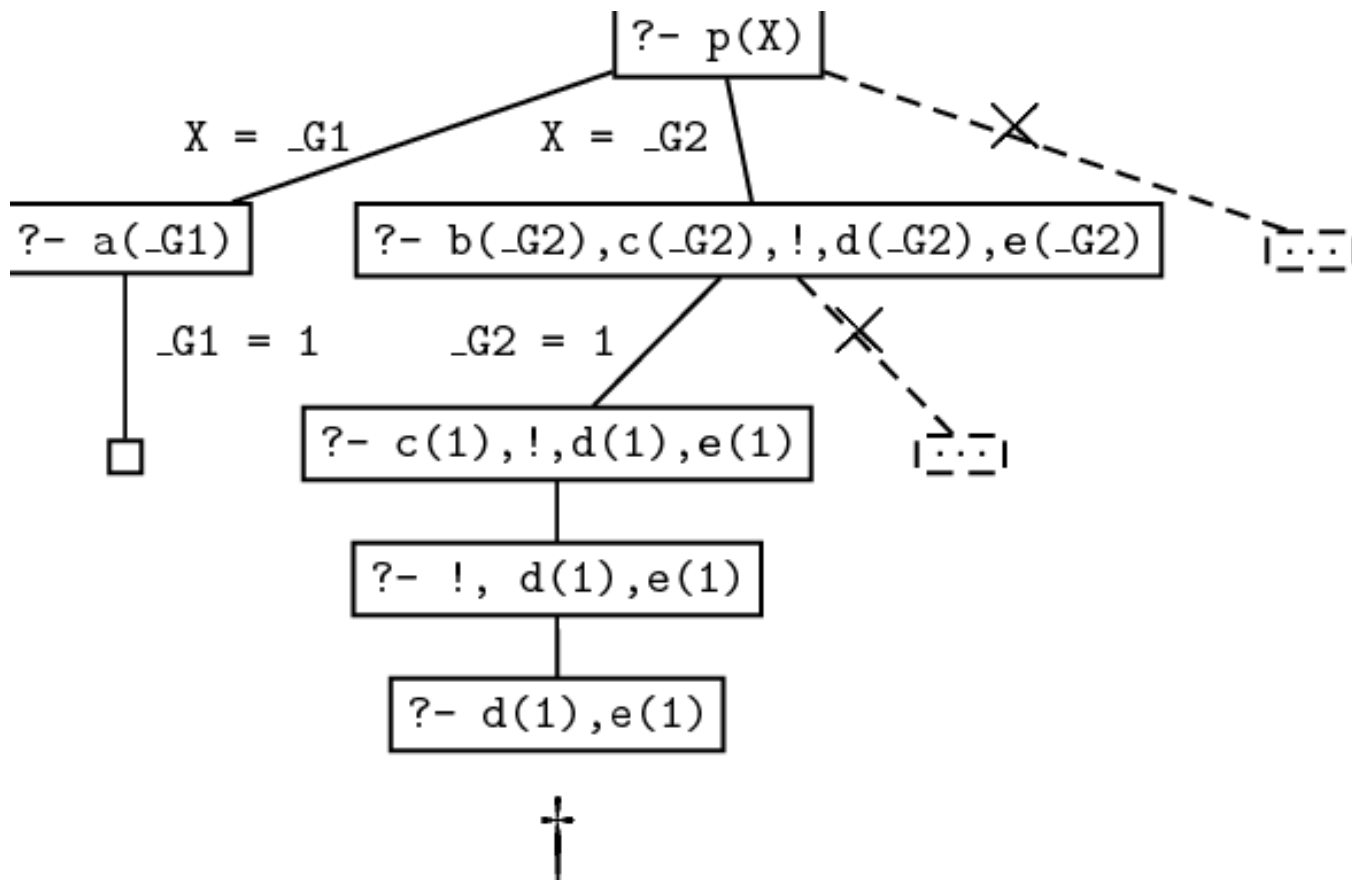 ?- p(X)
X = _G1
X = _G2
?- a(_G1)
?- b(_G2),c(_G2),!,d(_G2),e(_G2)
...
_G1 = 1
_G2 = 1
?- c(1),!,d(1),e(1)
...
?- !, d(1),e(1)
?- d(1),e(1)
†